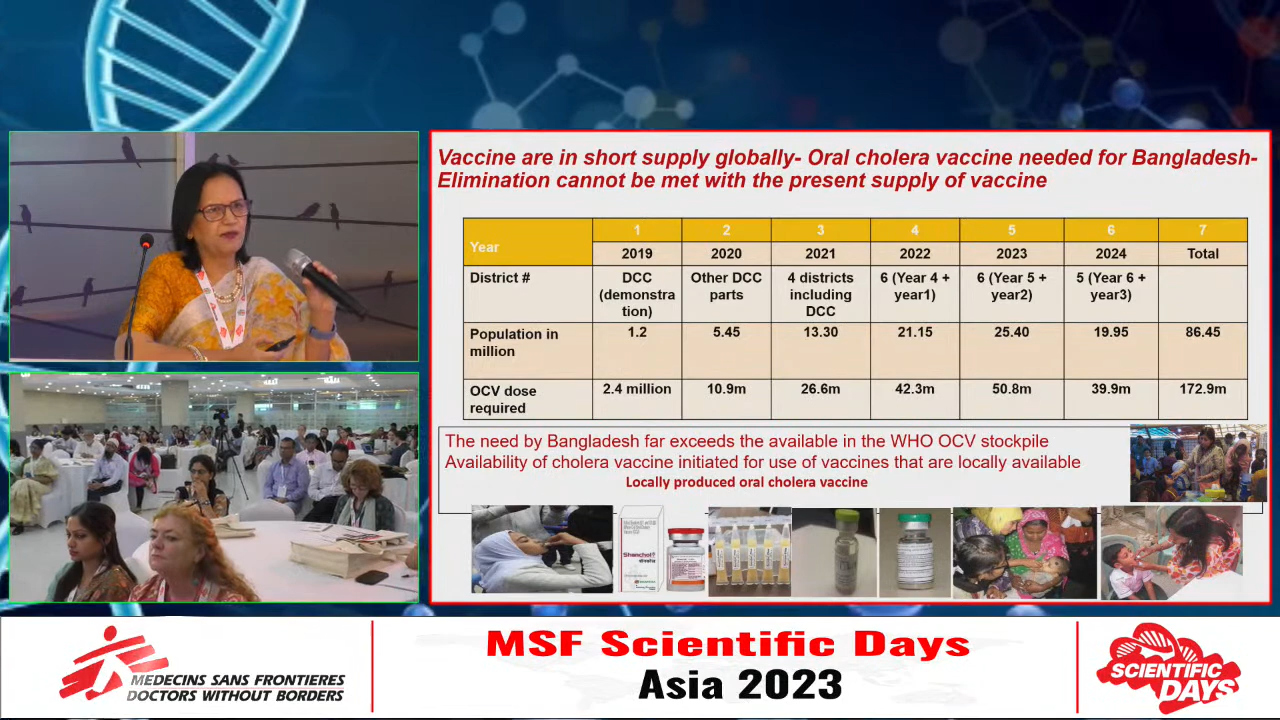 Vaccine are in short supply globally- Oral cholera vaccine needed for Bangladesh-
Elimination cannot be met with the present supply of vaccine
Year 1 2 3 4 5 6 7
2019 2020 2021 2022 2023 2024 Total
District # DCC (demonstra tion) Other DCC parts 4 districts including DCC 6 (Year 4 + year1) 6 (Year 5 + year2) 5 (Year 6 + year3)
Population in million 1.2 5.45 13.30 21.15 25.40 19.95 86.45
OCV dose required 2.4 million 10.9m 26.6m 42.3m 50.8m 39.9m 172.9m
The need by Bangladesh far exceeds the available in the WHO OCV stockpile
Availability of cholera vaccine initiated for use of vaccines that are locally available
Locally produced oral cholera vaccine
Shanchol
MEDECINS SANS FRONTIERES
DOCTORS WITHOUT BORDERS
MSF Scientific Days
Asia 2023
SCIENTIFIC
DAYS